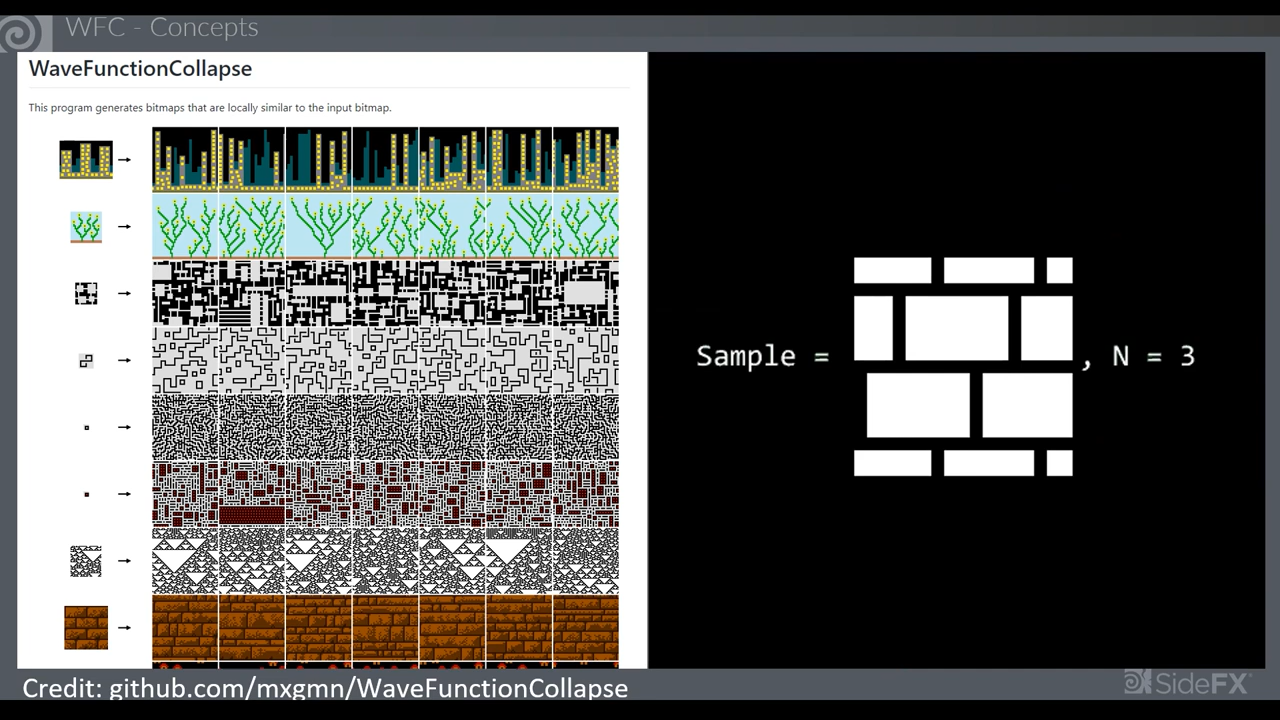 WFC - Concepts
WaveFunctionCollapse
This program generates bitmaps that are locally similar to the input bitmap.
Sample = , N = 3
Credit: github.com/mxgmn/WaveFunctionCollapse
SideFX